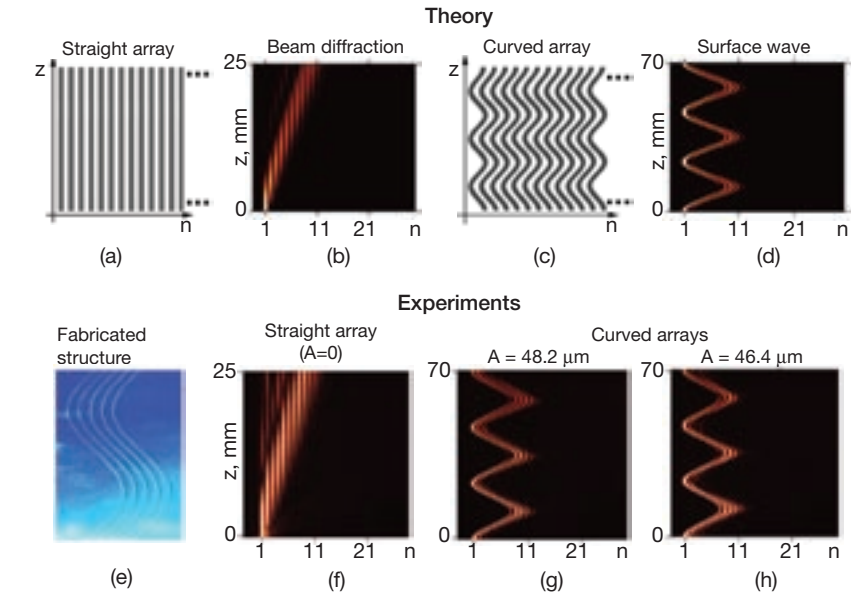 Theory
Straight array
Beam diffraction
Curved array
Surface wave
z
25
z
70
z, mm
z, mm
0
0
n
1 11 21 n
n
1 11 21 n
(a)
(b)
(c)
(d)
Experiments
Fabricated
structure
Straight array
(A=0)
Curved arrays
A = 48.2 μm
A = 46.4 μm
25
70
70
z, mm
0
0
0
1 11 21 n
1 11 21 n
1 11 21 n
(e)
(f)
(g)
(h)